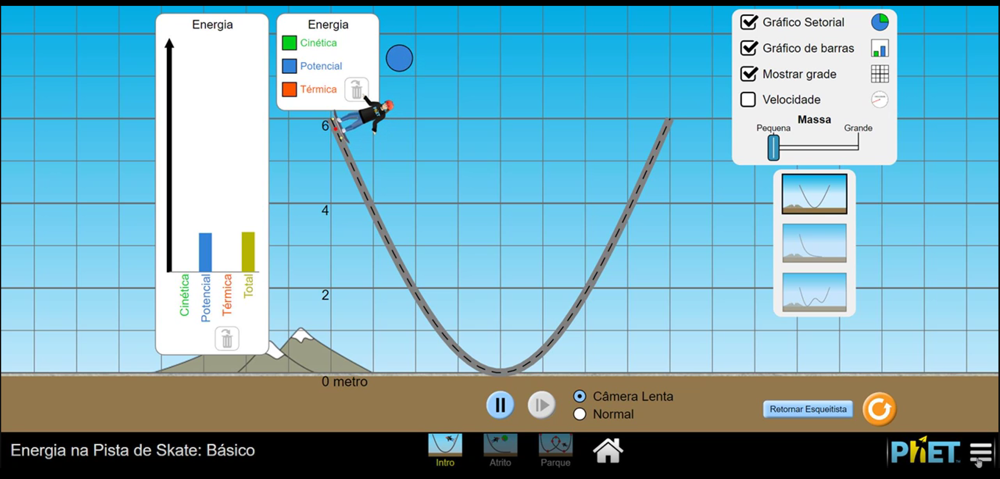 Energia
Cinética
Potencial
Térmica
Total
Energia
Cinética
Potencial
Térmica
6
4
2
0 metro
Gráfico Setorial
Gráfico de barras
Mostrar grade
Velocidade
Massa
Pequena Grande
Câmera Lenta
Normal
Retornar Esqueitista
Energia na Pista de Skate: Básico
Intro
Atrito
Parque
PhET